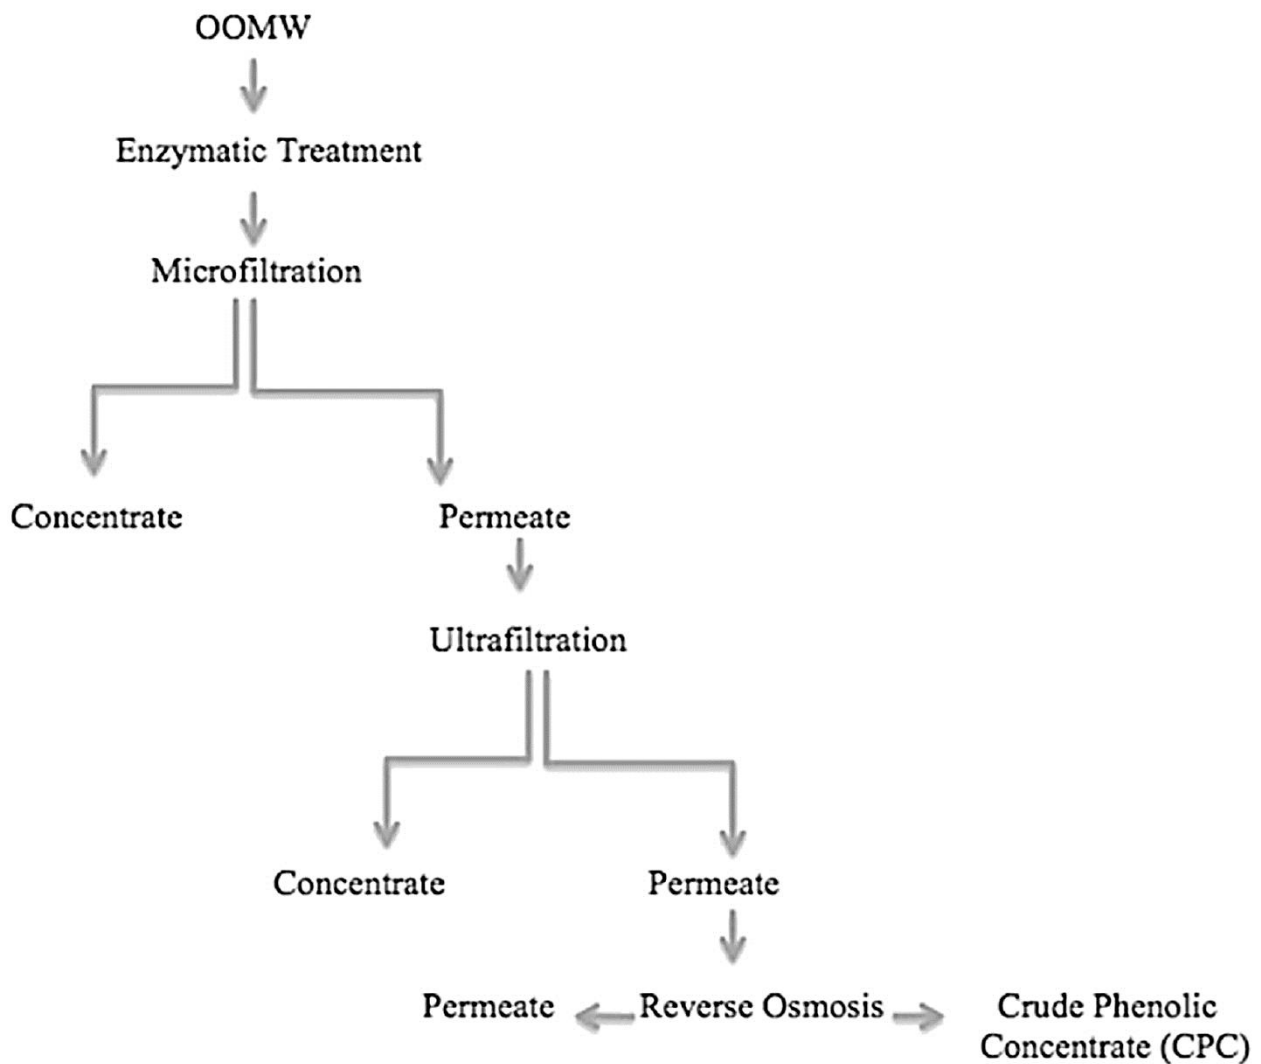 OOMW
Enzymatic Treatment
Microfiltration
Concentrate
Permeate
Ultrafiltration
Concentrate
Permeate
Permeate
Reverse Osmosis
Crude Phenolic
Concentrate (CPC)